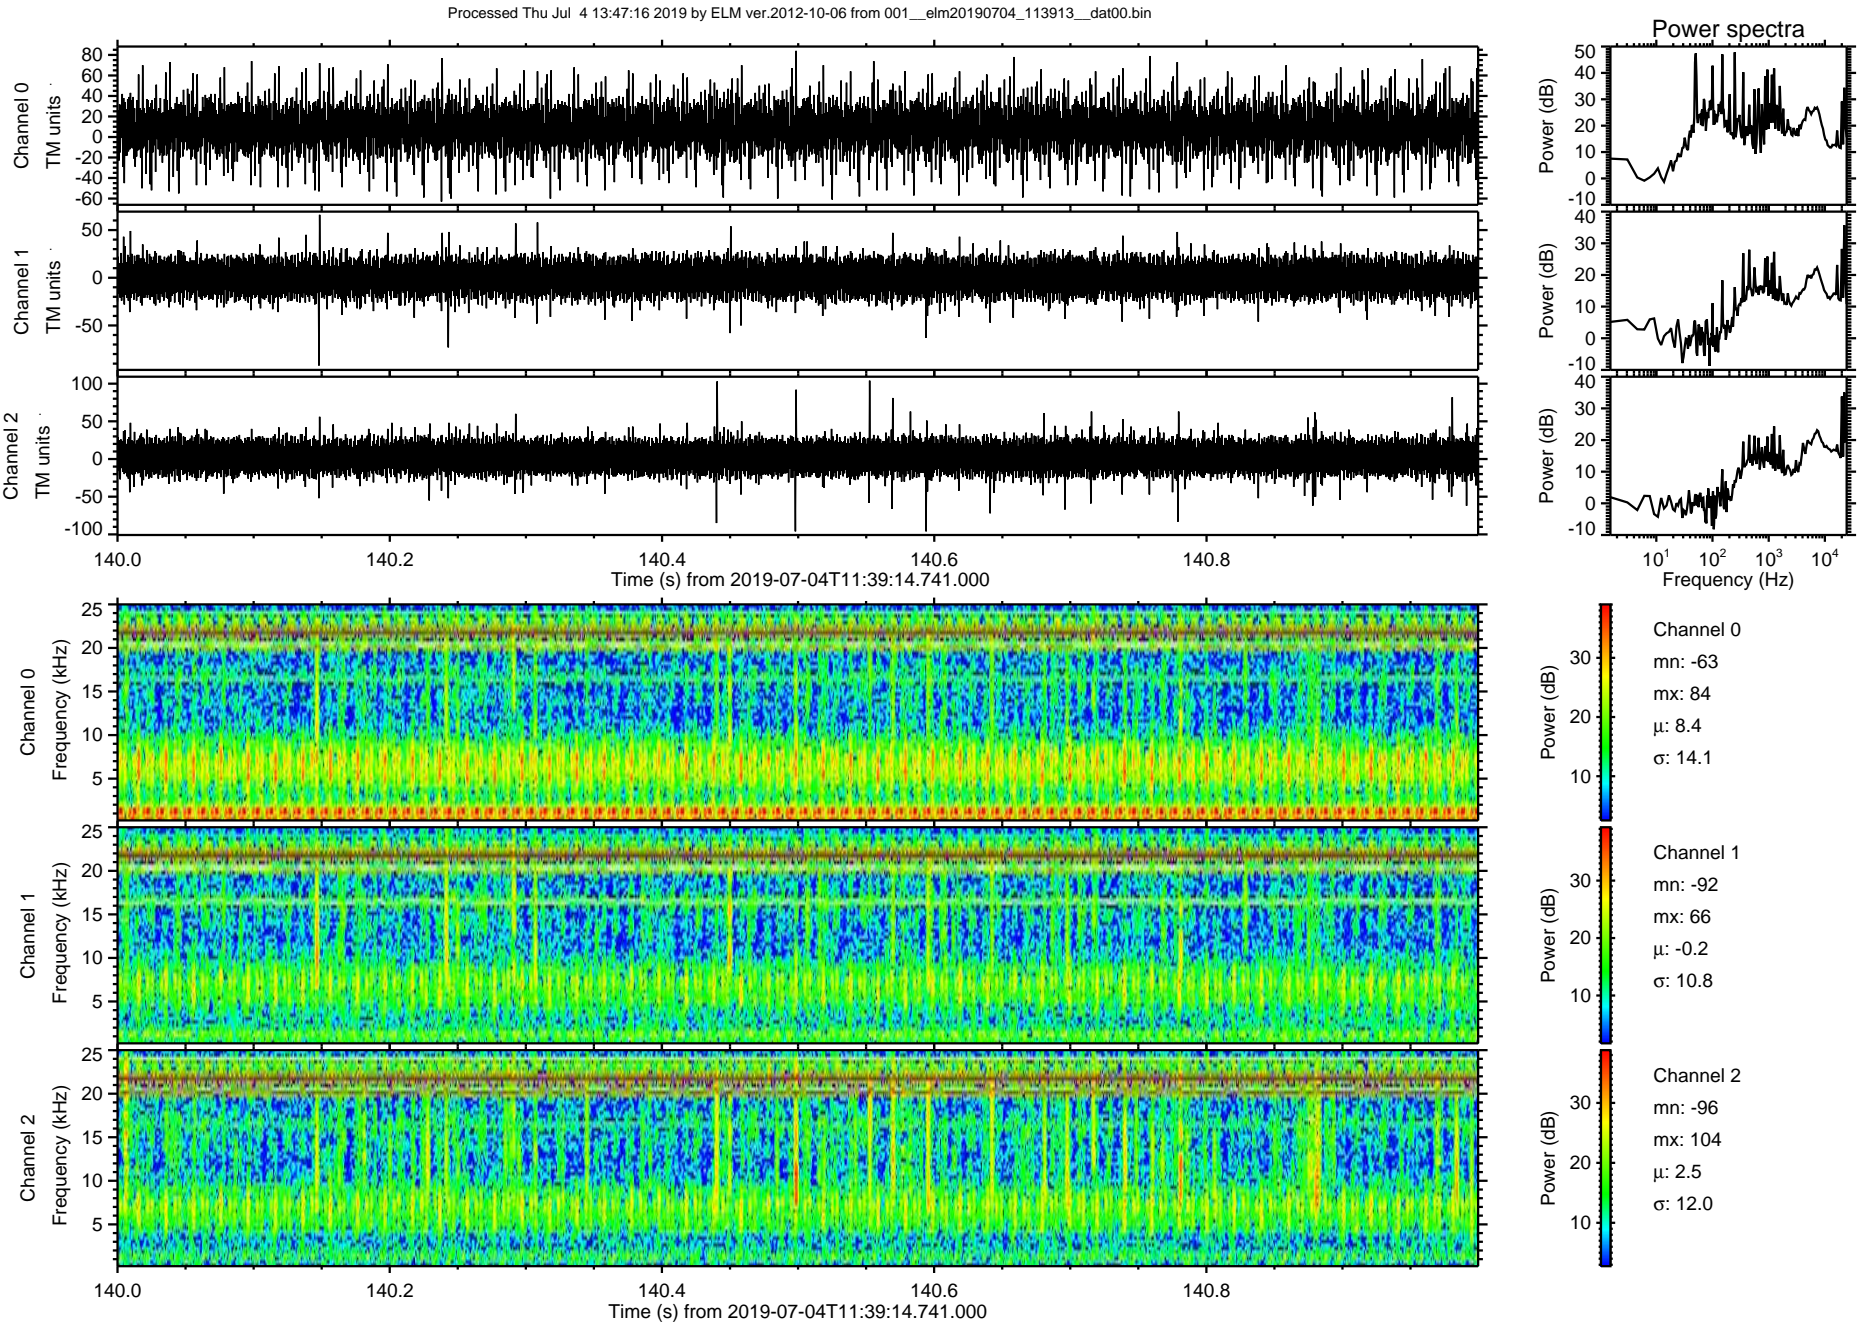 Processed Thu Jul 4 13:47:16 2019 by ELM ver.2012-10-06 from 001__elm20190704_113913__dat00.bin
Power spectra
Channel 0
TM units
80
60
40
20
0
-20
-40
-60
Power (dB)
50
40
30
20
10
0
-10
Channel 1
TM units
50
0
-50
Power (dB)
40
30
20
10
0
-10
Channel 2
TM units
100
50
0
-50
-100
Power (dB)
40
30
20
10
0
-10
140.0 140.2 140.4 140.6 140.8
Time (s) from 2019-07-04T11:39:14.741.000
10¹ 10² 10³ 10⁴
Frequency (Hz)
Channel 0
Frequency (kHz)
25
20
15
10
5
Power (dB)
30
20
10
Channel 0
mn: -63
mx: 84
μ: 8.4
σ: 14.1
Channel 1
Frequency (kHz)
25
20
15
10
5
Power (dB)
30
20
10
Channel 1
mn: -92
mx: 66
μ: -0.2
σ: 10.8
Channel 2
Frequency (kHz)
25
20
15
10
5
Power (dB)
30
20
10
Channel 2
mn: -96
mx: 104
μ: 2.5
σ: 12.0
140.0 140.2 140.4 140.6 140.8
Time (s) from 2019-07-04T11:39:14.741.000